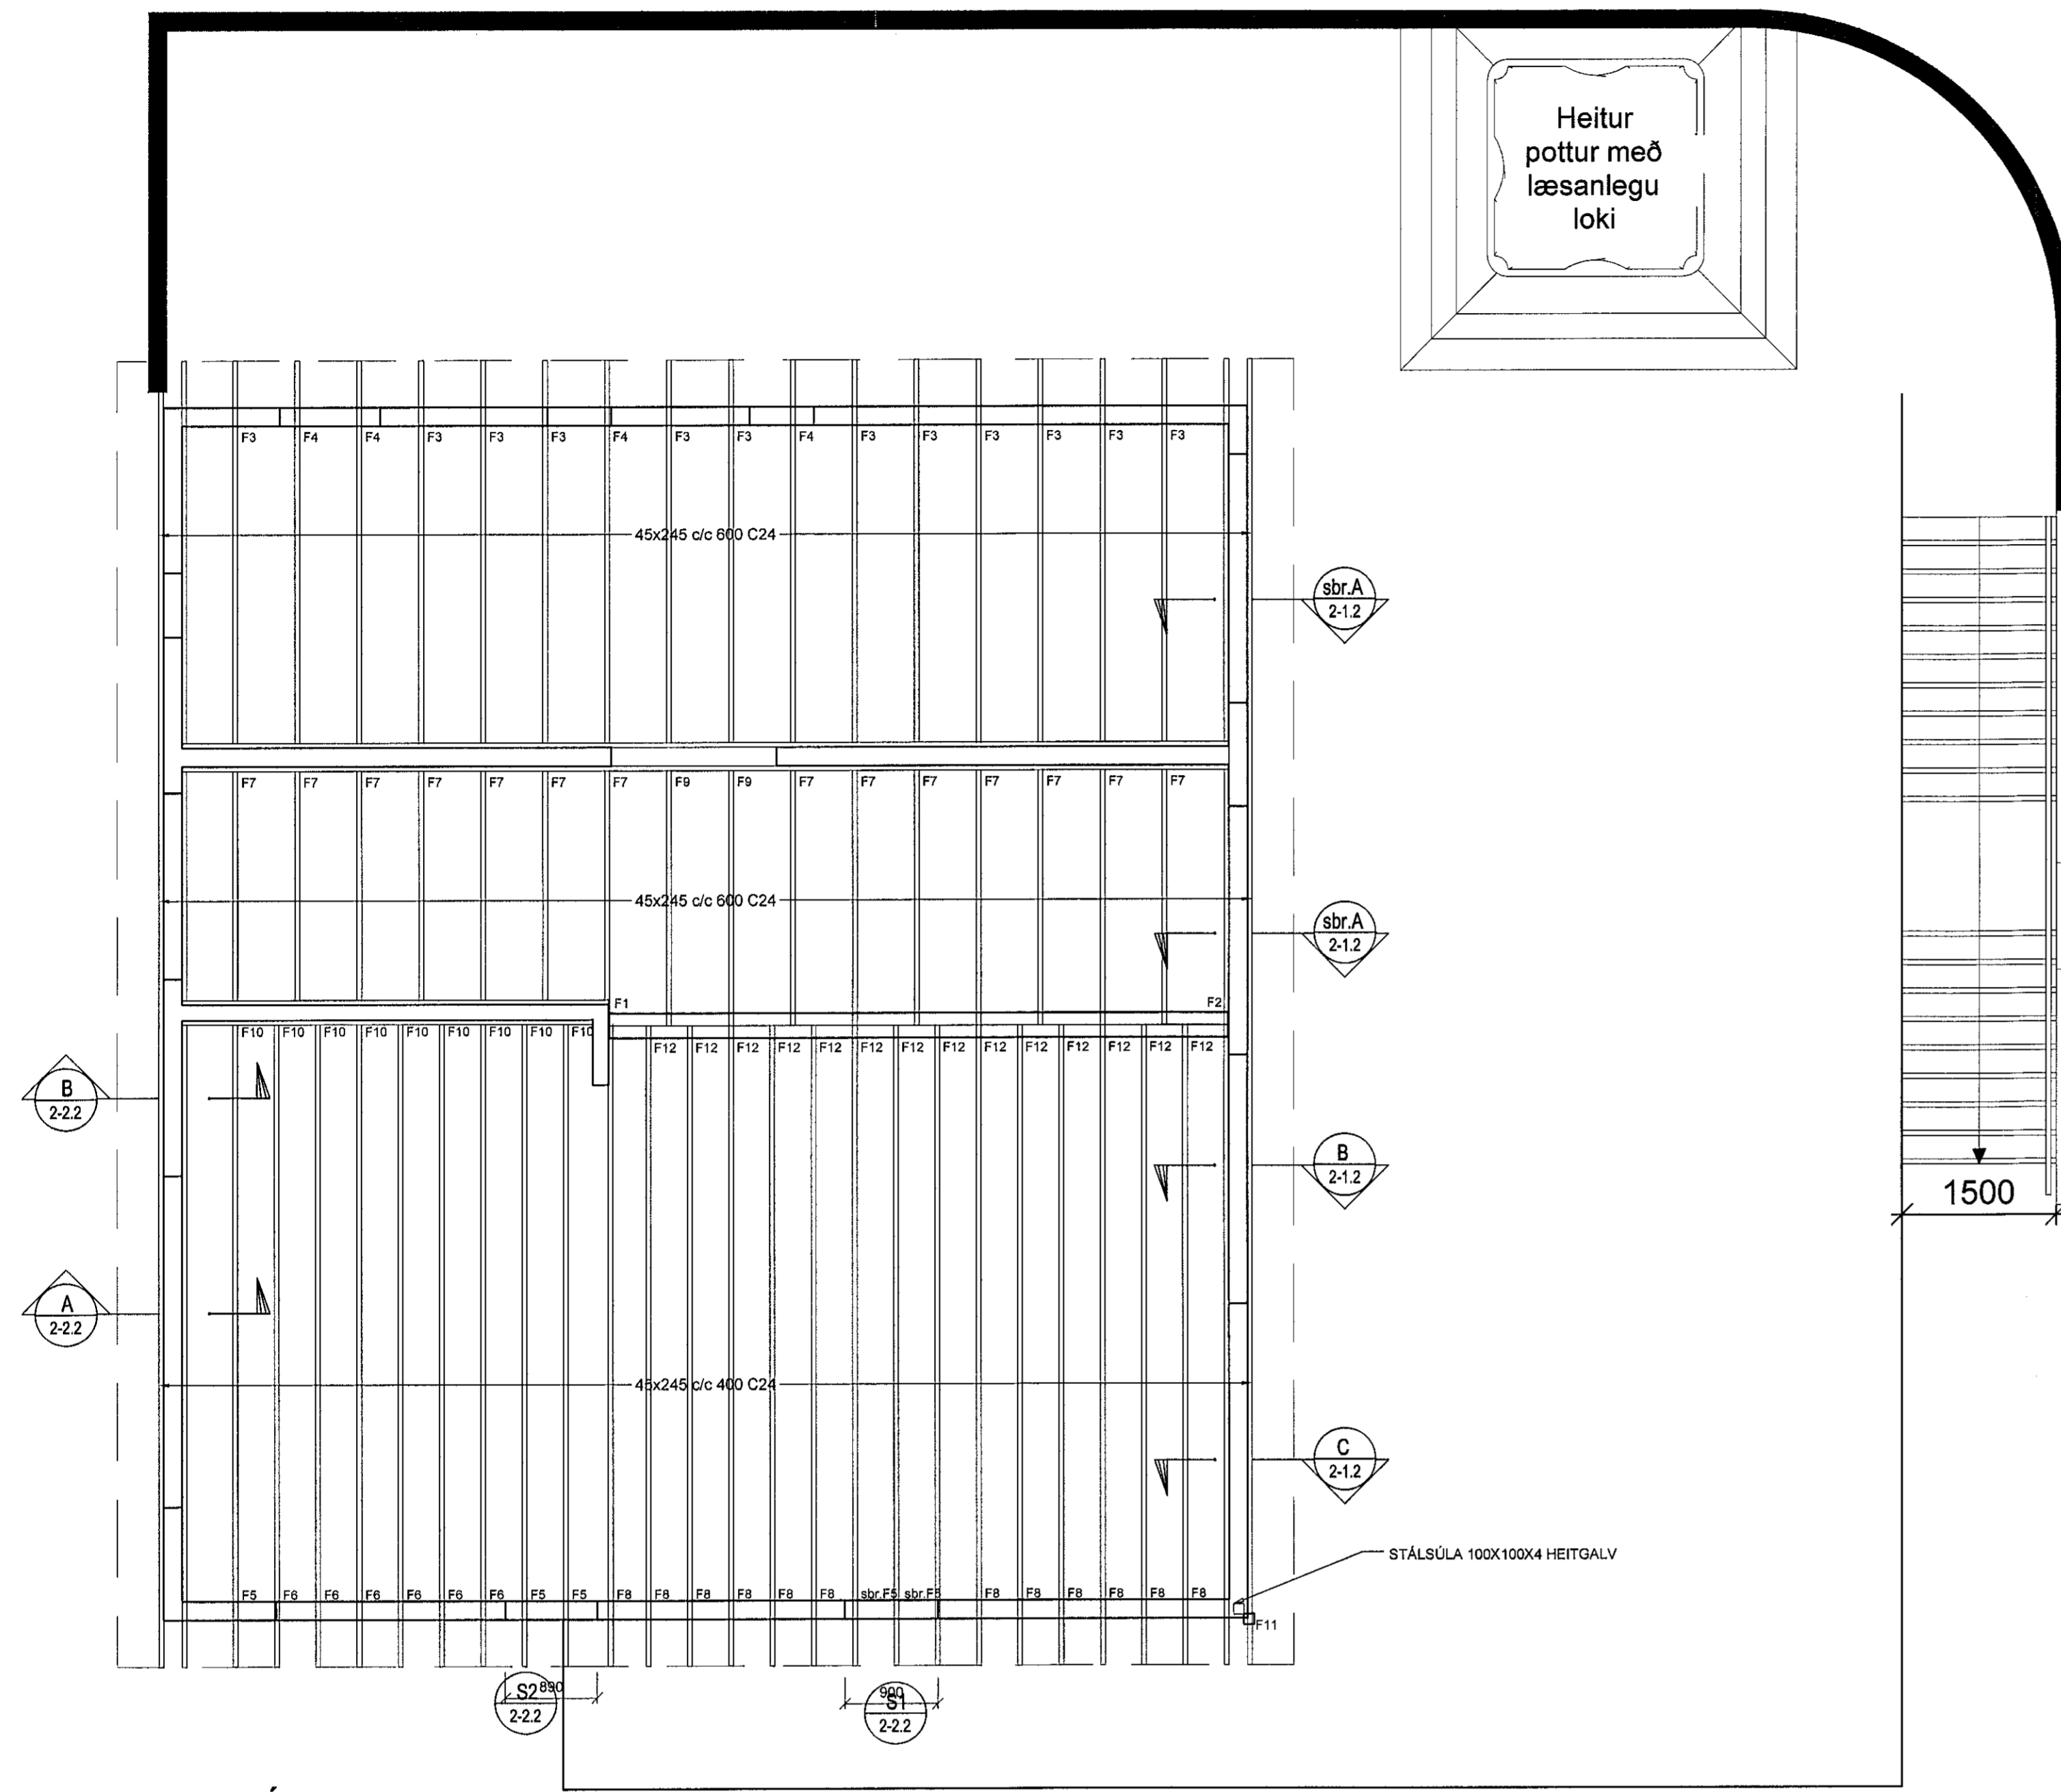 Heitur
pottur með
læsanlegu
loki
F3 F4 F4 F3 F3 F3 F4 F3 F3 F4 F3 F3 F3 F3 F3 F3
45x245 c/c 600 C24
sbr.A
2-1.2
F7 F7 F7 F7 F7 F7 F7 F9 F9 F7 F7 F7 F7 F7 F7 F7
45x245 c/c 600 C24
sbr.A
2-1.2
F1 F2
F10 F10 F10 F10 F10 F10 F10 F10 F10
F12 F12 F12 F12 F12 F12 F12 F12 F12 F12 F12 F12 F12 F12
B
2-2.2
B
2-1.2
1500
A
2-2.2
45x245 c/c 400 C24
C
2-1.2
STÁLSÚLA 100X100X4 HEITGALV
F5 F6 F6 F6 F6 F6 F6 F5 F5 F8 F8 F8 F8 F8 F8 sbr.F5 sbr.F5 F8 F8 F8 F8 F8 F8
F11
S2 890
2-2.2
900
S1
2-2.2